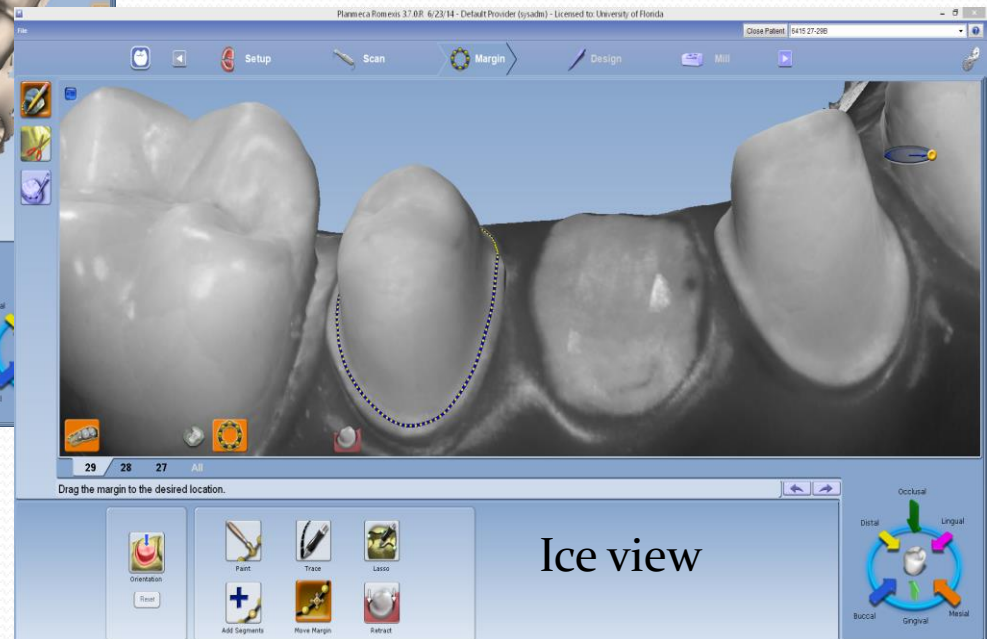 Planmeca Romexis 3.7.0.R 6/23/14 - Default Provider (sysadm) - Licensed to: University of Florida
File
Close Patient 6415 27-29B
Setup Scan Margin Design Mill
29 28 27 All
Drag the margin to the desired location.
Orientation
Reset
Paint Trace Lasso
Add Segments Move Margin Retract
Ice view
Occlusal
Distal Lingual
Buccal Mesial
Gingival